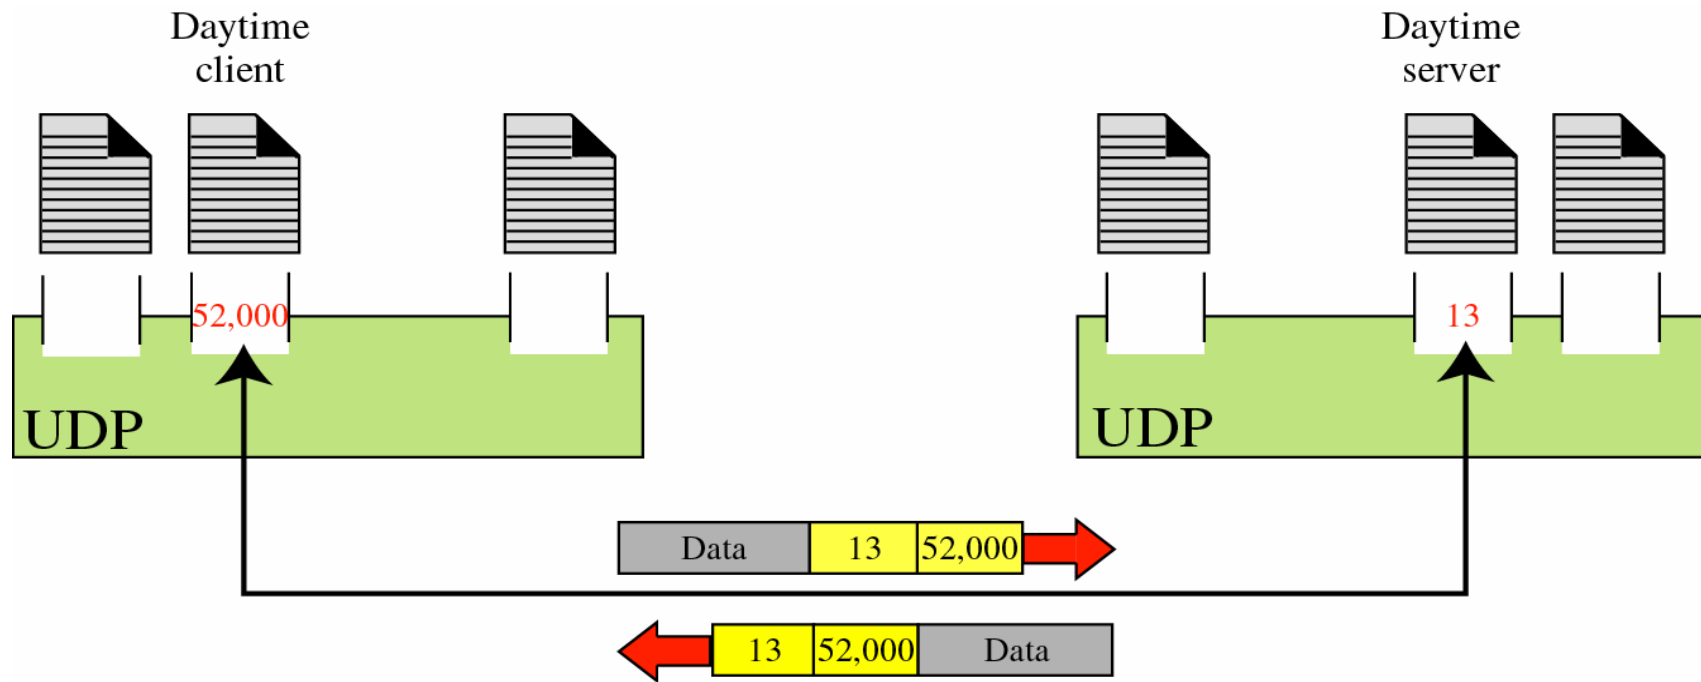 Daytime
client
Daytime
server
52,000
13
UDP
UDP
Data 13 52,000
13 52,000 Data